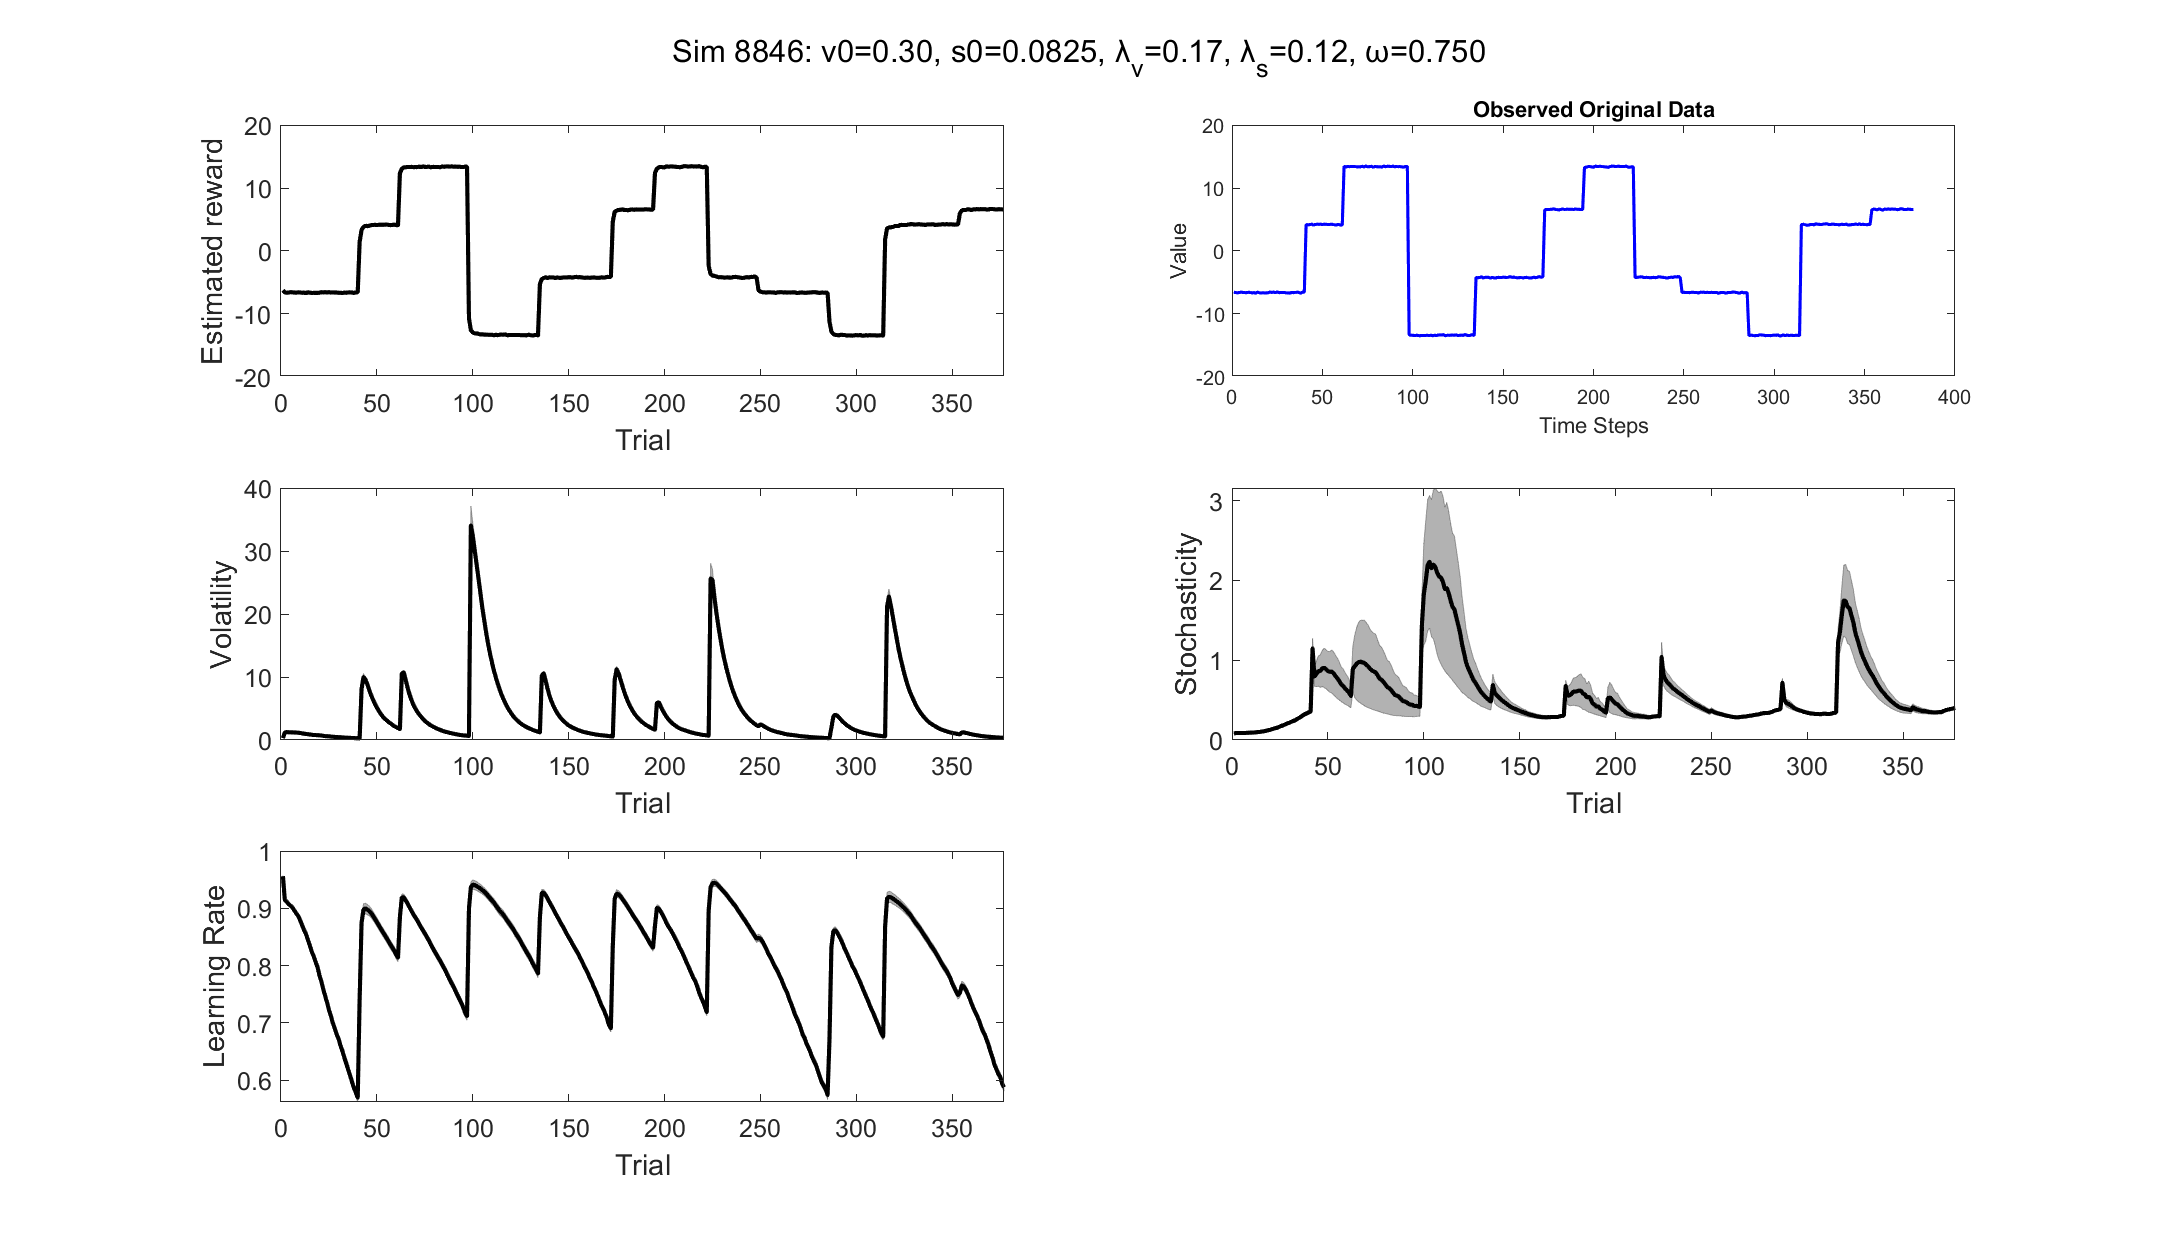 Sim 8846: v0=0.30, s0=0.0825, λv=0.17, λs=0.12, ω=0.750
Estimated reward
20
10
0
-10
-20
0 50 100 150 200 250 300 350
Trial
Observed Original Data
Value
20
10
0
-10
-20
0 50 100 150 200 250 300 350 400
Time Steps
Volatility
40
30
20
10
0
0 50 100 150 200 250 300 350
Trial
Stochasticity
3
2
1
0
0 50 100 150 200 250 300 350
Trial
Learning Rate
1
0.9
0.8
0.7
0.6
0 50 100 150 200 250 300 350
Trial